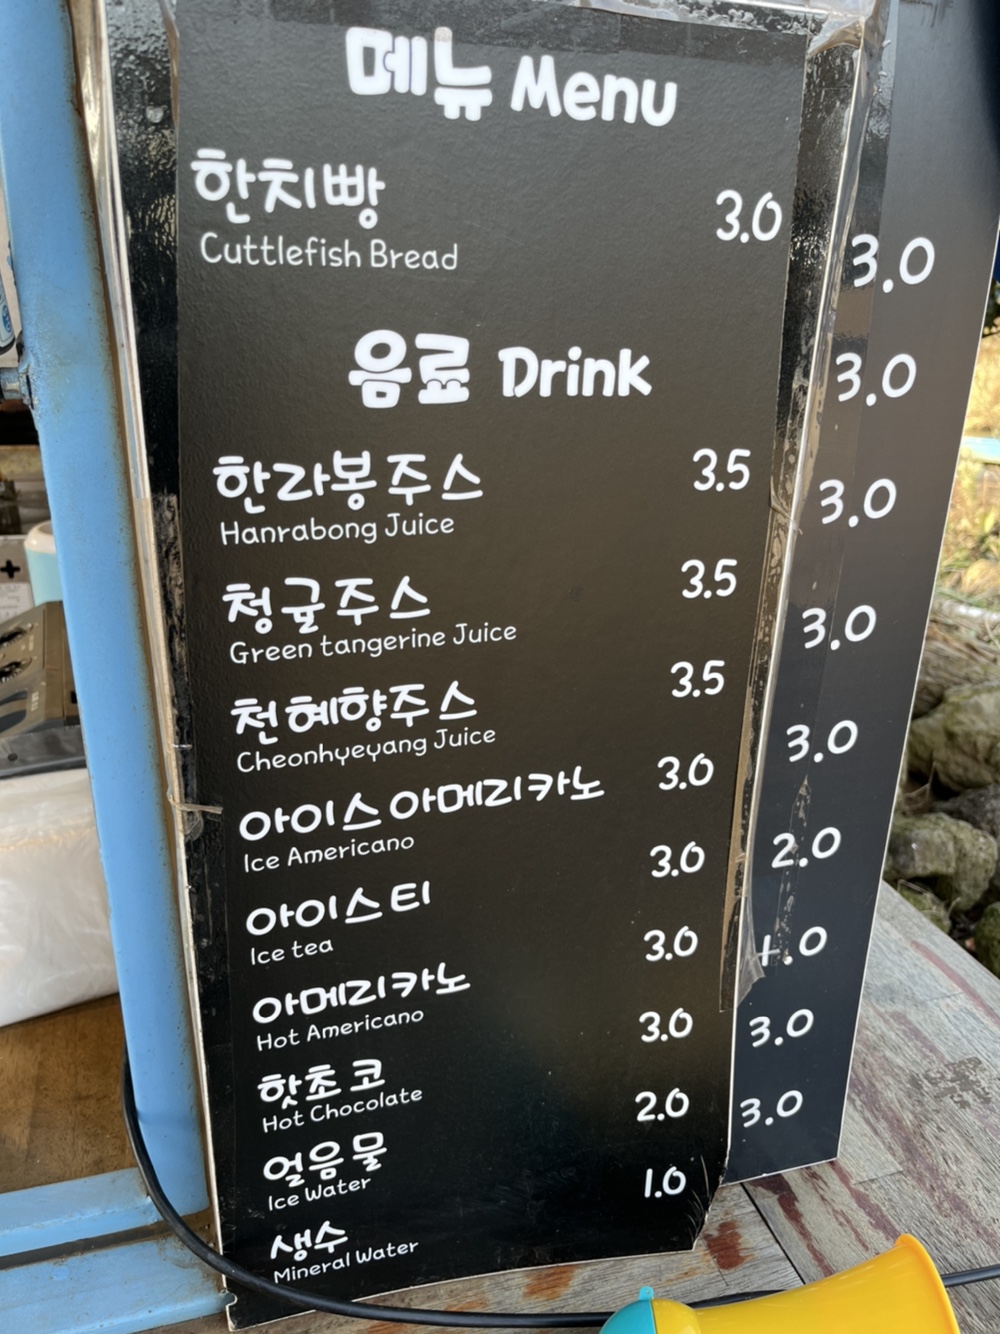 메뉴 Menu
한치빵 3.0
Cuttlefish Bread
음료 Drink
한라봉주스 3.5
Hanrabong Juice
청귤주스 3.5
Green tangerine Juice
천혜향주스 3.5
Cheonhyeyang Juice
아이스아메리카노 3.0
Ice Americano
아이스티 3.0
Ice tea
아메리카노 3.0
Hot Americano
핫초코 3.0
Hot Chocolate
얼음물 2.0
Ice Water
생수 1.0
Mineral Water
3.0
3.0
3.0
3.0
3.0
2.0
.0
3.0
3.0